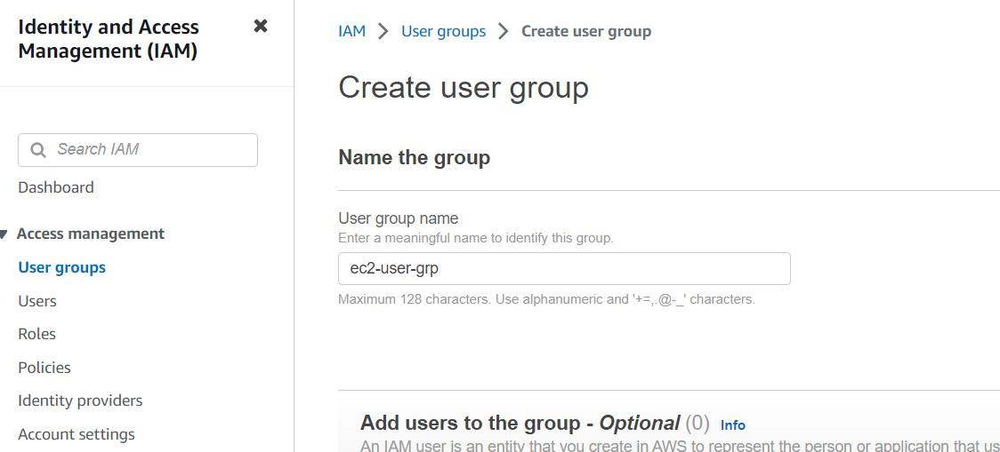 Identity and Access
Management (IAM)
Search IAM
Dashboard
Access management
User groups
Users
Roles
Policies
Identity providers
Account settings
IAM > User groups > Create user group
Create user group
Name the group
User group name
Enter a meaningful name to identify this group.
ec2-user-grp
Maximum 128 characters. Use alphanumeric and '+=,.@-_' characters.
Add users to the group - Optional (0) Info
An IAM user is an entity that you create in AWS to represent the person or application that us